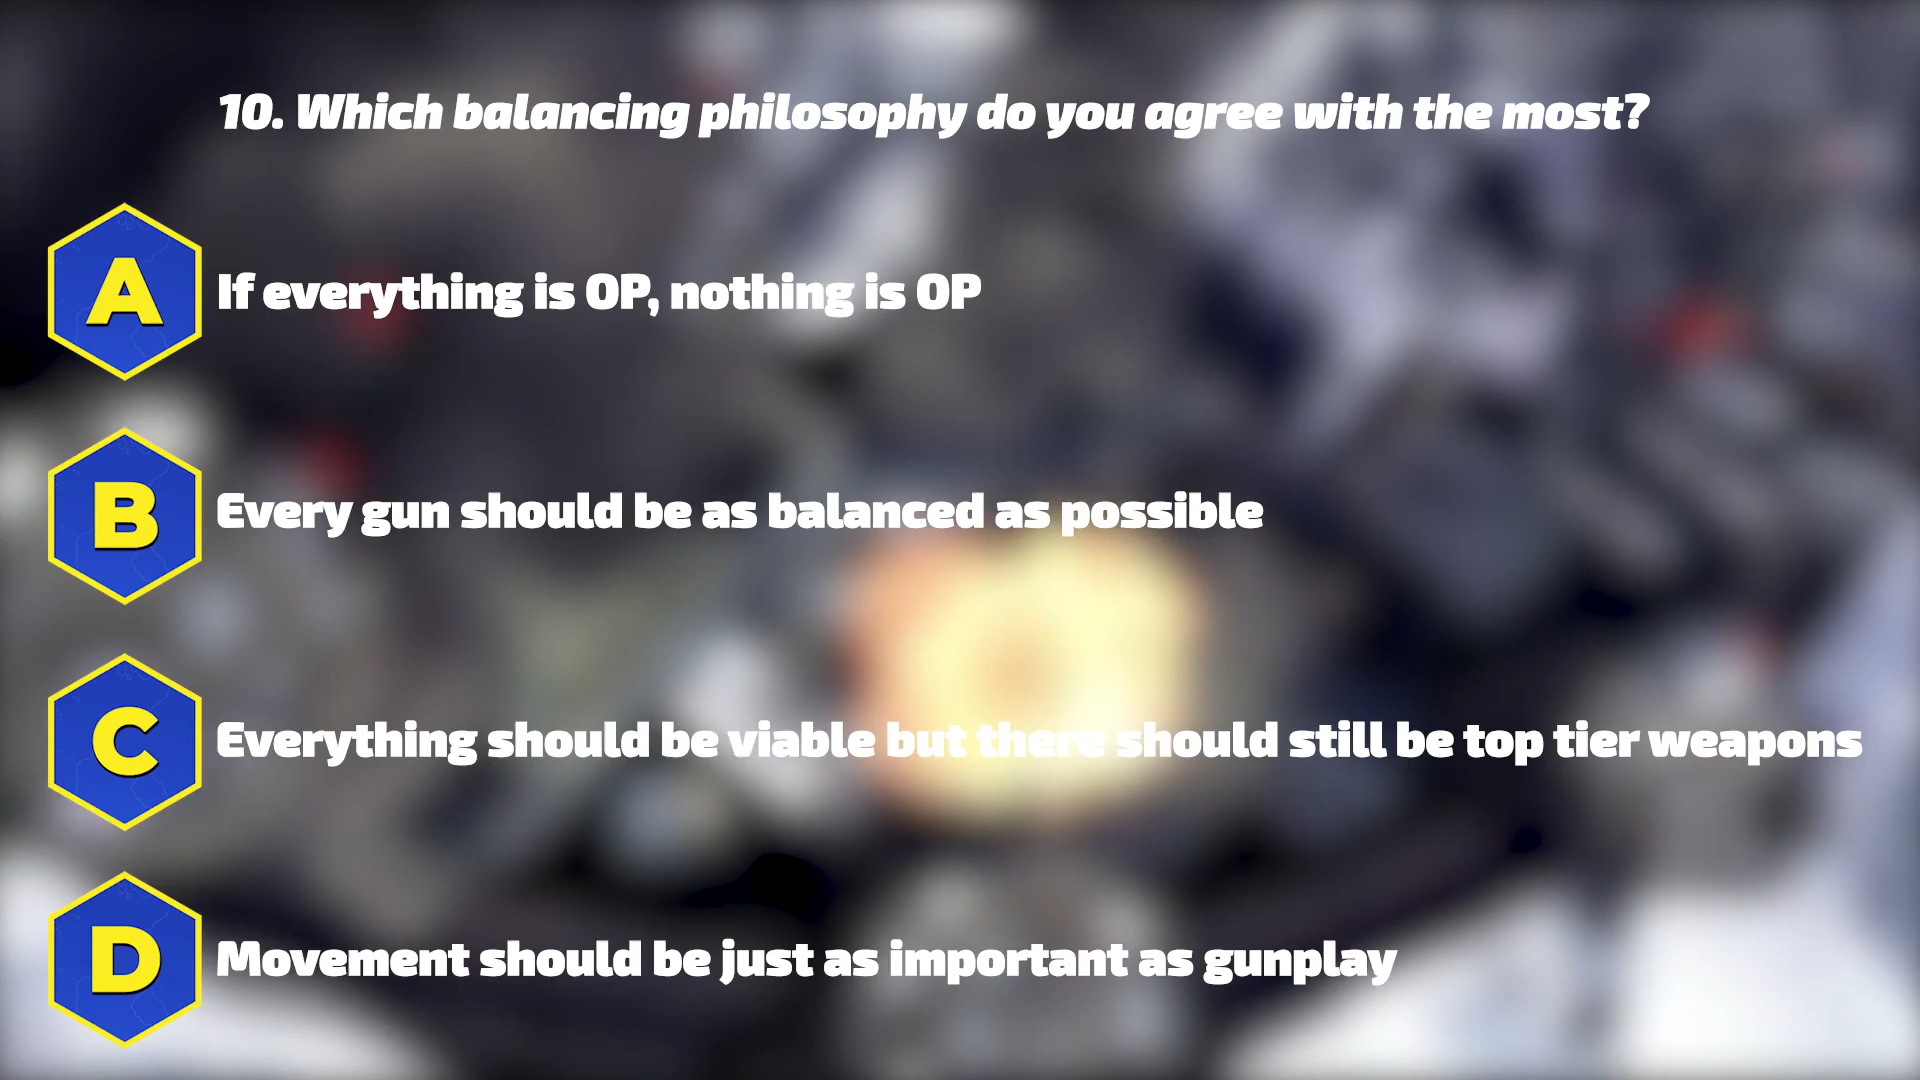 10. Which balancing philosophy do you agree with the most?
A
If everything is OP, nothing is OP
B
Every gun should be as balanced as possible
C
Everything should be viable but there should still be top tier weapons
D
Movement should be just as important as gunplay